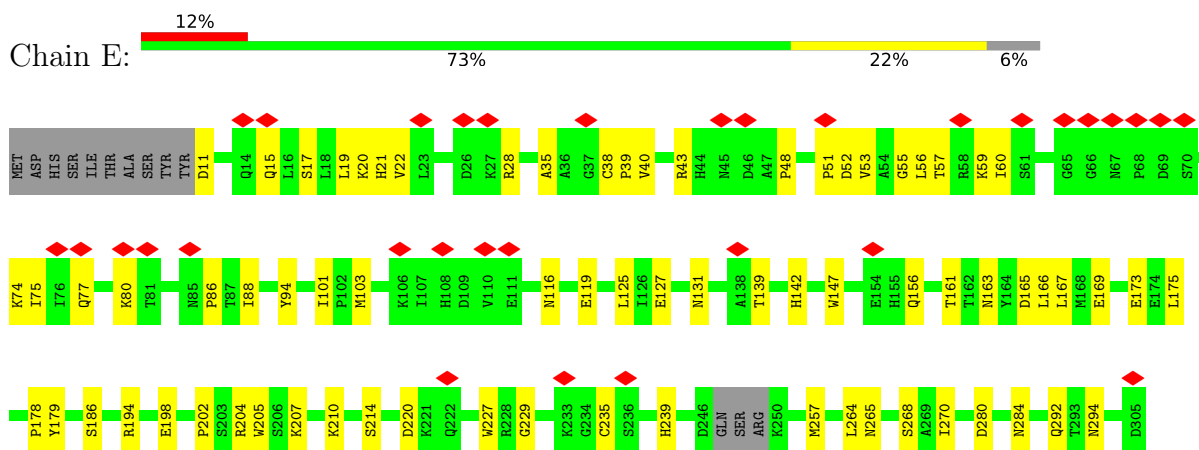 12%
Chain E:
73% 22% 6%
MET ASP HIS SER ILE THR ALA SER TYR TYR D11 Q14 Q15 L16 S17 L18 L19 K20 H21 V22 L23 D26 K27 R28 A35 A36 G37 C38 P39 V40 R43 H44 N45 D46 A47 P48 P51 D52 V53 A54 G55 L56 T57 R58 K59 I60 S61 G65 G66 N67 P68 D69 S70
K74 I75 I76 Q77 K80 T81 N85 P86 T87 I88 Y94 I101 P102 M103 K106 I107 H108 D109 V110 E111 N116 E119 L125 I126 E127 N131 A138 T139 H142 W147 E154 H155 Q156 T161 T162 N163 Y164 D165 L166 L167 M168 E169 E173 E174 L175
P178 Y179 S186 R194 E198 P202 S203 R204 W205 S206 K207 K210 S214 D220 K221 Q222 W227 R228 G229 K233 G234 C235 S236 H239 D246 GLN SER ARG K250 M257 L264 N265 S268 A269 I270 D280 N284 Q292 T293 N294 D305